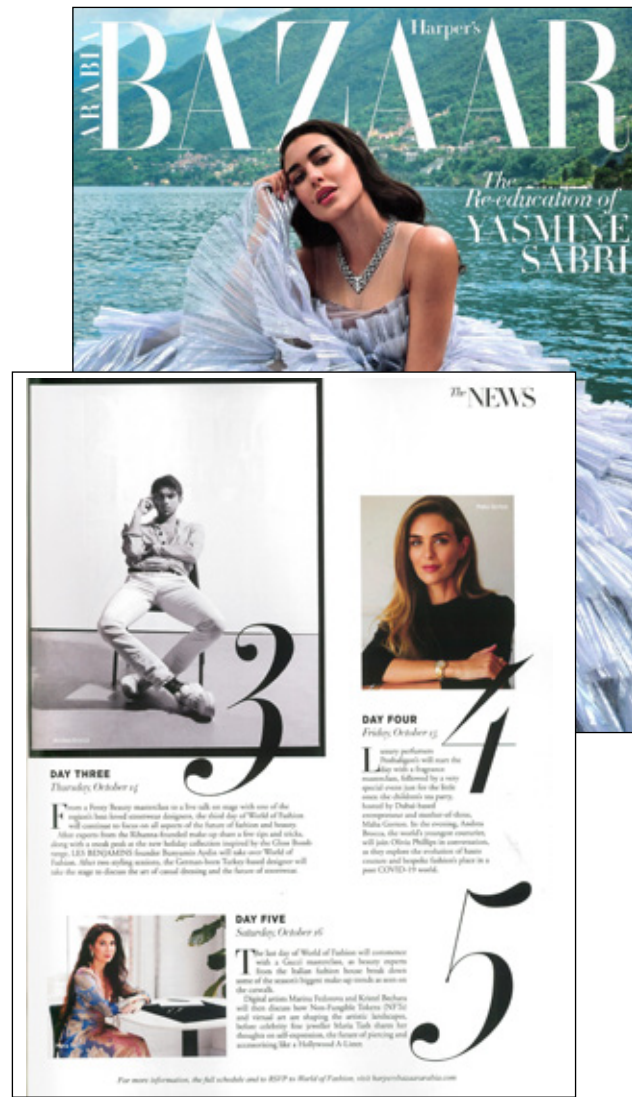 ARABIA
Harper's
BAZAAR
The
Re-education of
YASMINE
SABRI
The NEWS
3
4
DAY THREE
Thursday, October 14
From a Fenty Beauty masterclass to a live talk on stage with one of the
region's best-loved streetwear designers, the third day of World of Fashion
will continue to focus on all aspects of the future of fashion and beauty.
After experts from the Rihanna-founded make-up share a few tips and tricks,
along with a sneak peek at the new holiday collection inspired by the Gloss Bomb
range, LES BENJAMINS founder Bunyamin Aydin will take over World of
Fashion. After two styling sessions, the German-born Turkey-based designer will
take the stage to discuss the art of casual dressing and the future of streetwear.
DAY FOUR
Friday, October 15
Luxury perfumers
Penhaligon's will start the
day with a fragrance
masterclass, followed by a very
special event just for the little
ones: the children's tea party,
hosted by Dubai-based
entrepreneur and mother-of-three,
In the evening, Andrea
Brocca, the world's youngest couturier,
will join Olivia Phillips in conversation,
as they explore the evolution of haute
couture and bespoke fashion's place in a
post COVID-19 world.
5
DAY FIVE
Saturday, October 16
The last day of World of Fashion will commence
with a Gucci masterclass, as beauty experts
from the Italian fashion house break down
some of the season's biggest make-up trends as seen on
the catwalk.
Digital artists Marina Fedorova and Kristel Bechara
will then discuss how Non-Fungible Tokens (NFTs)
and virtual art are shaping the artistic landscapes,
before celebrity fine jeweller Maria Tash shares her
thoughts on self-expression, the future of piercing and
accessorising like a Hollywood A-Lister.
For more information, the full schedule and to RSVP to World of Fashion, visit harpersbazaararabia.com